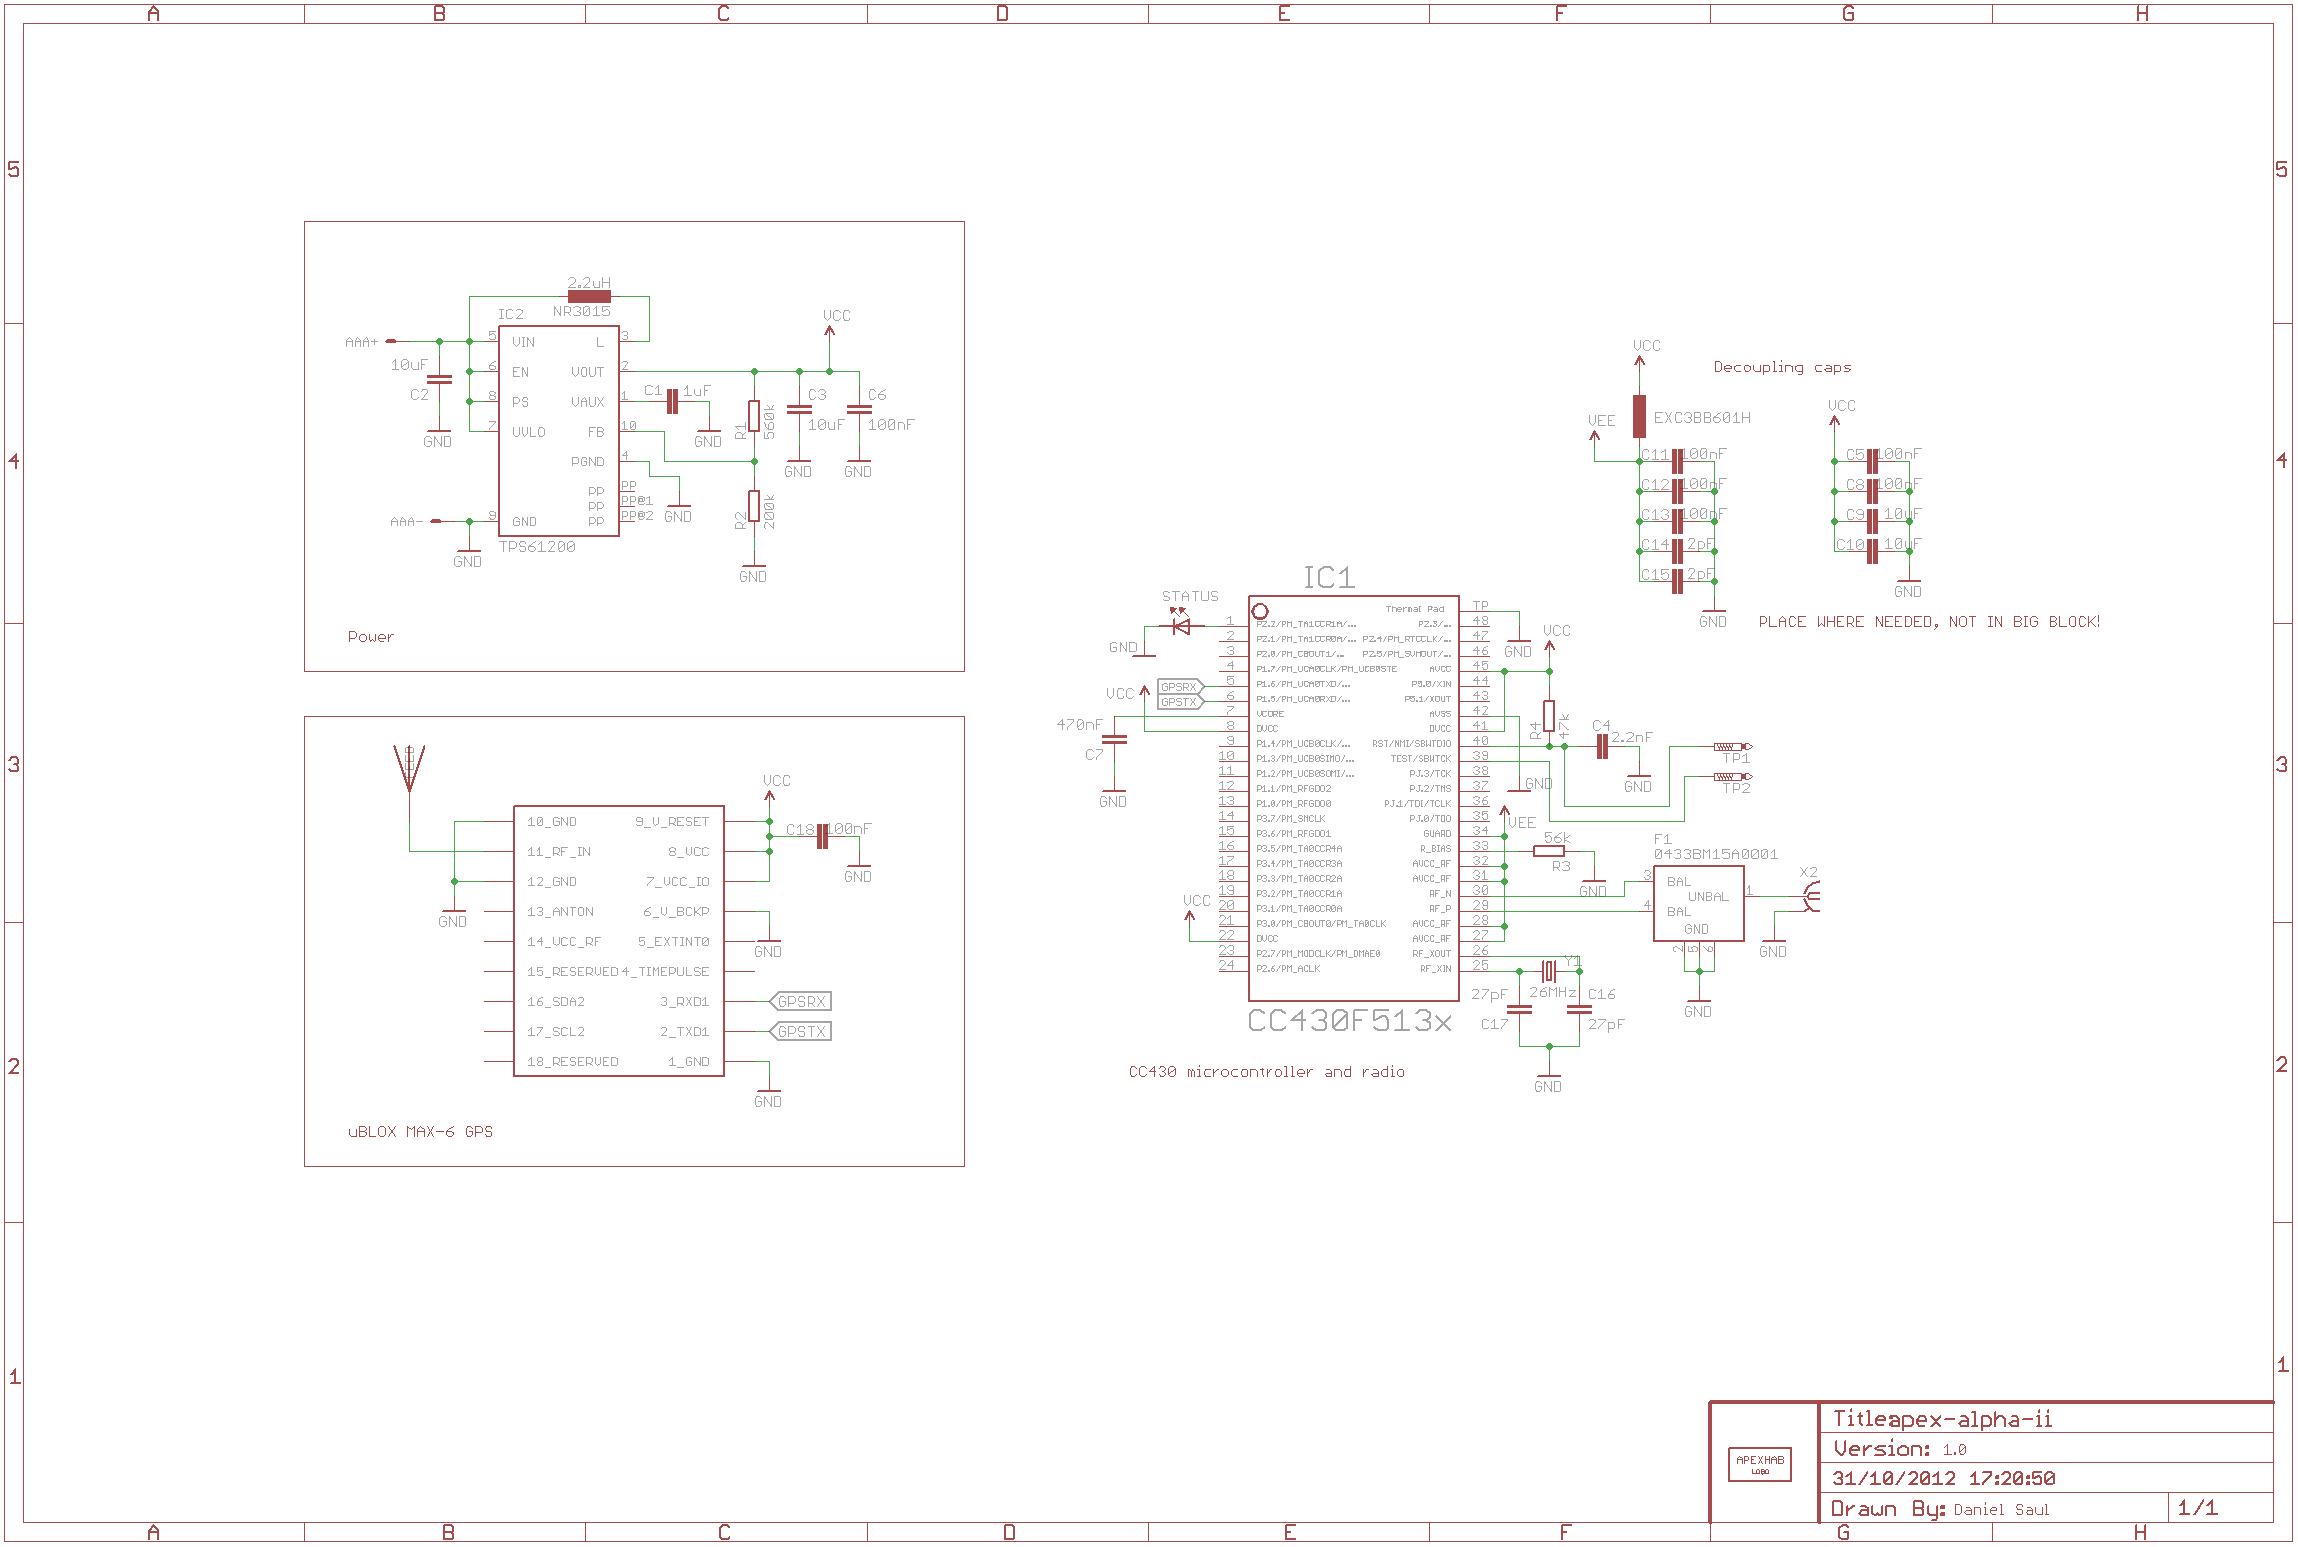 A B C D E F G H
5 5
4 4
3 3
2 2
1 1
2.2uH
NR3015
IC2
AAA+
10uF
C2
GND
5 VIN
6 EN
8 PS
7 UVLO
9 GND
L 3
VOUT 2
VAUX 1
FB 10
PGND 4
PP PP
PP PP@1
PP PP@2
AAA-
GND
TPS61200
C1 1uF
GND
GND
R1 560k
R2 200k
GND
VCC
C3
10uF
GND
C6
100nF
GND
Power
VCC
10_GND 9_V_RESET
11_RF_IN 8_VCC
12_GND 7_VCC_IO
13_ANTON 6_V_BCKP
14_VCC_RF 5_EXTINT0
15_RESERVED 4_TIMEPULSE
16_SDA2 3_RXD1
17_SCL2 2_TXD1
18_RESERVED 1_GND
GND
C18 100nF
GND
GND
GPSRX
GPSTX
GND
uBLOX MAX-6 GPS
IC1
STATUS
GND
VCC
GPSRX
GPSTX
470nF
C7
GND
VCC
Thermal Pad TP
1 P2.2/PM_TA1CCR1A/... P2.3/... 48
2 P2.1/PM_TA1CCR0A/... P2.4/PM_RTCCLK/... 47
3 P2.0/PM_CBOUT1/... P2.5/PM_SVMOUT/... 46
4 P1.7/PM_UCA0CLK/PM_UCB0STE AVCC 45
5 P1.6/PM_UCA0TXD/... P5.0/XIN 44
6 P1.5/PM_UCA0RXD/... P5.1/XOUT 43
7 VCORE AVSS 42
8 DVCC DVCC 41
9 P1.4/PM_UCB0CLK/... RST/NMI/SBWTDIO 40
10 P1.3/PM_UCB0SIMO/... TEST/SBWTCK 39
11 P1.2/PM_UCB0SOMI/... PJ.3/TCK 38
12 P1.1/PM_RFGDO2 PJ.2/TMS 37
13 P1.0/PM_RFGDO0 PJ.1/TDI/TCLK 36
14 P3.7/PM_SMCLK PJ.0/TDO 35
15 P3.6/PM_RFGDO1 GUARD 34
16 P3.5/PM_TA0CCR4A R_BIAS 33
17 P3.4/PM_TA0CCR3A AVCC_RF 32
18 P3.3/PM_TA0CCR2A AVCC_RF 31
19 P3.2/PM_TA0CCR1A RF_N 30
20 P3.1/PM_TA0CCR0A RF_P 29
21 P3.0/PM_CBOUT0/PM_TA0CLK AVCC_RF 28
22 DVCC AVCC_RF 27
23 P2.7/PM_MODCLK/PM_DMAE0 RF_XOUT 26
24 P2.6/PM_ACLK RF_XIN 25
CC430F513x
CC430 microcontroller and radio
GND
VCC
R4 47k
C4
2.2nF
GND
GND
TP1
TP2
VEE
56k
R3
GND
F1
0433BM15A0001
3 BAL
UNBAL 1
4 BAL
GND
2 5 6
GND
X2
GND
Y1
26MHz
27pF
C17
C16
27pF
GND
VCC
VEE
EXC3BB601H
C11 100nF
C12 100nF
C13 100nF
C14 2pF
C15 2pF
GND
Decoupling caps
VCC
C5 100nF
C8 100nF
C9 10uF
C10 10uF
GND
PLACE WHERE NEEDED, NOT IN BIG BLOCK!
APEXHAB
LOGO
Title:apex-alpha-ii
Version: 1.0
31/10/2012 17:20:50
Drawn By: Daniel Saul 1/1
A B C D E F G H